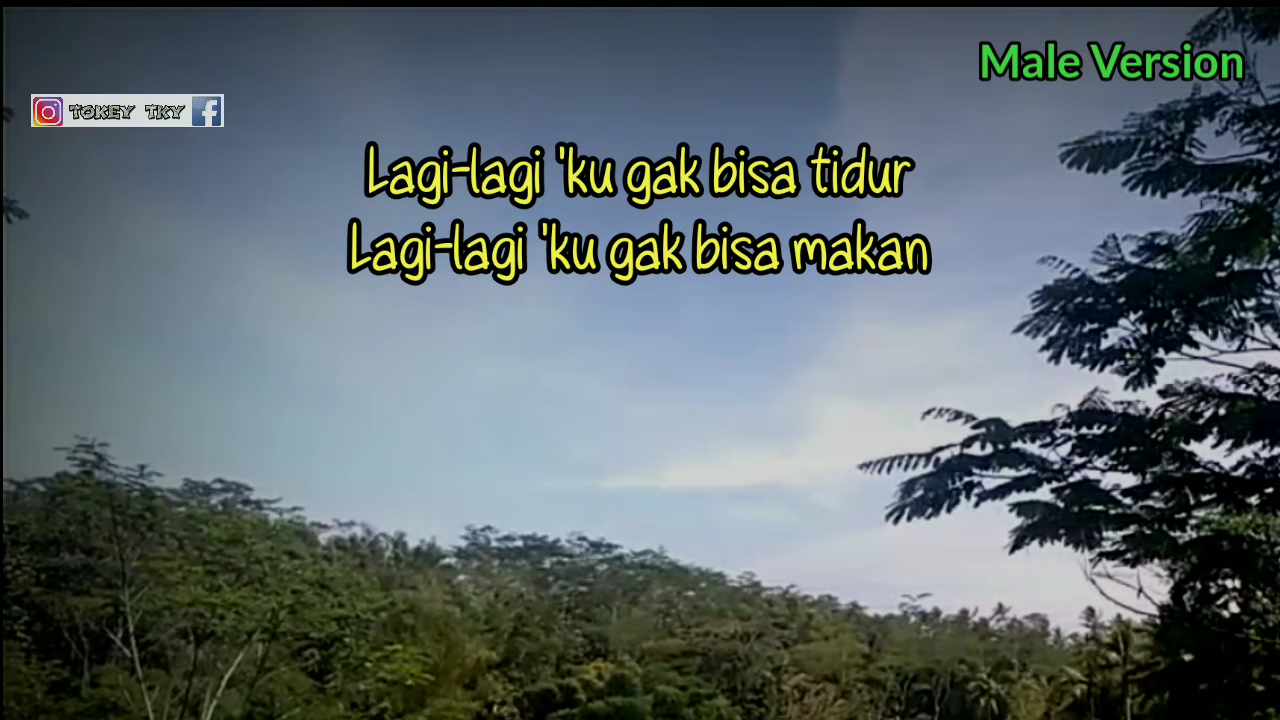 Male Version
TOKEY TKY
Lagi-lagi 'ku gak bisa tidur
Lagi-lagi 'ku gak bisa makan